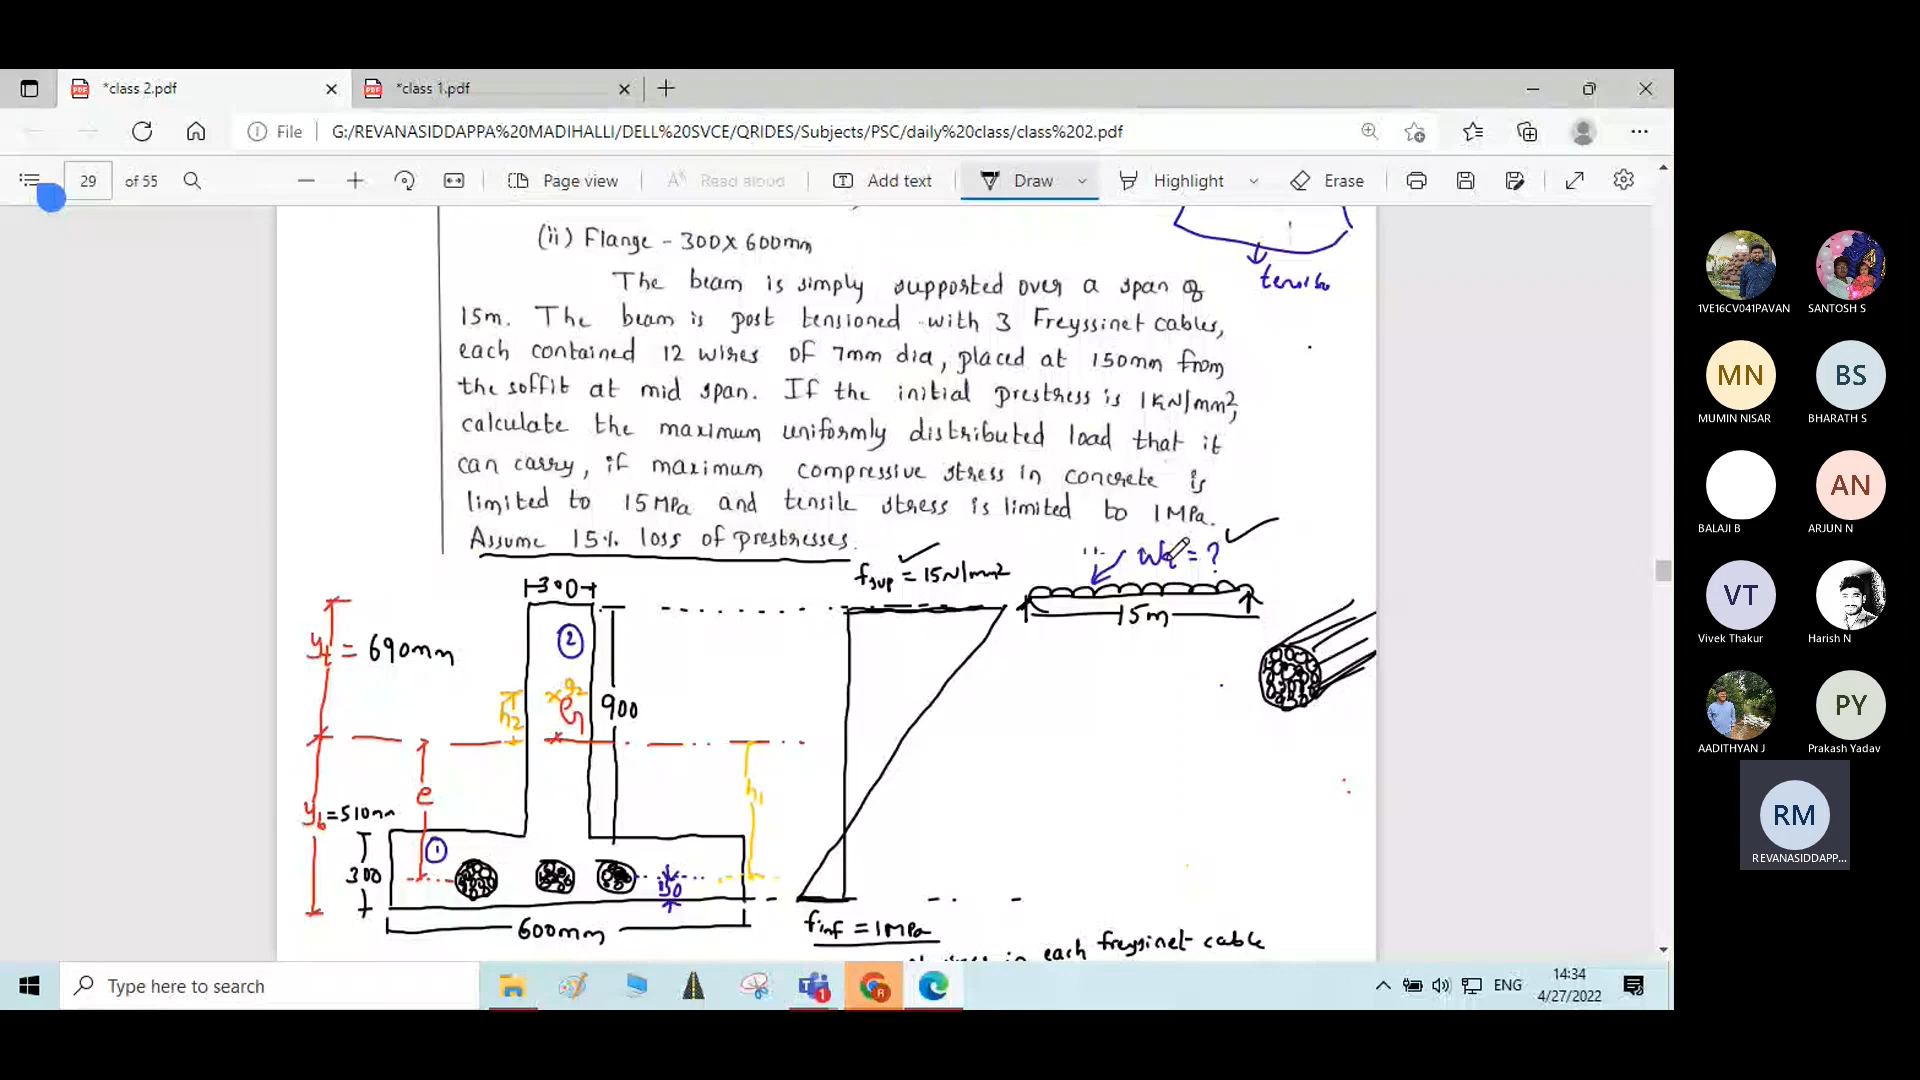 *class 2.pdf
*class 1.pdf
File
G:/REVANASIDDAPPA%20MADIHALLI/DELL%20SVCE/QRIDES/Subjects/PSC/daily%20class/class%202.pdf
29
of 55
Page view
Read aloud
Add text
Draw
Highlight
Erase
(ii) Flange - 300 X 600mm
The beam is simply supported over a span of
15m. The beam is post tensioned with 3 Freyssinet cables,
each contained 12 wires of 7mm dia, placed at 150mm from
the soffit at mid span. If the initial prestress is 1KN/mm²,
calculate the maximum uniformly distributed load that it
can carry, if maximum compressive stress in concrete is
limited to 15MPa and tensile stress is limited to 1MPa.
Assume 15% loss of prestresses.
fsup = 15N/mm²
= ?
300
15m
yt = 690mm
2
g2
h2
900
e
h1
yb = 510mm
1
300
150
600mm
finf = 1MPa
in each freyssinet cable
1VE16CV041PAVAN
SANTOSH S
MN
MUMIN NISAR
BS
BHARATH S
BALAJI B
AN
ARJUN N
VT
Vivek Thakur
Harish N
AADITHYAN J
PY
Prakash Yadav
RM
REVANASIDDAPP...
Type here to search
1
R
ENG
14:34
4/27/2022